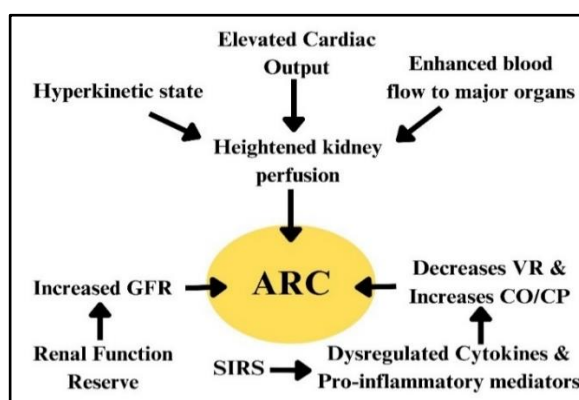 Elevated Cardiac
Output
Hyperkinetic state
Enhanced blood
flow to major organs
Heightened kidney
perfusion
ARC
Increased GFR
Decreases VR &
Increases CO/CP
Renal Function
Reserve
SIRS
Dysregulated Cytokines &
Pro-inflammatory mediators